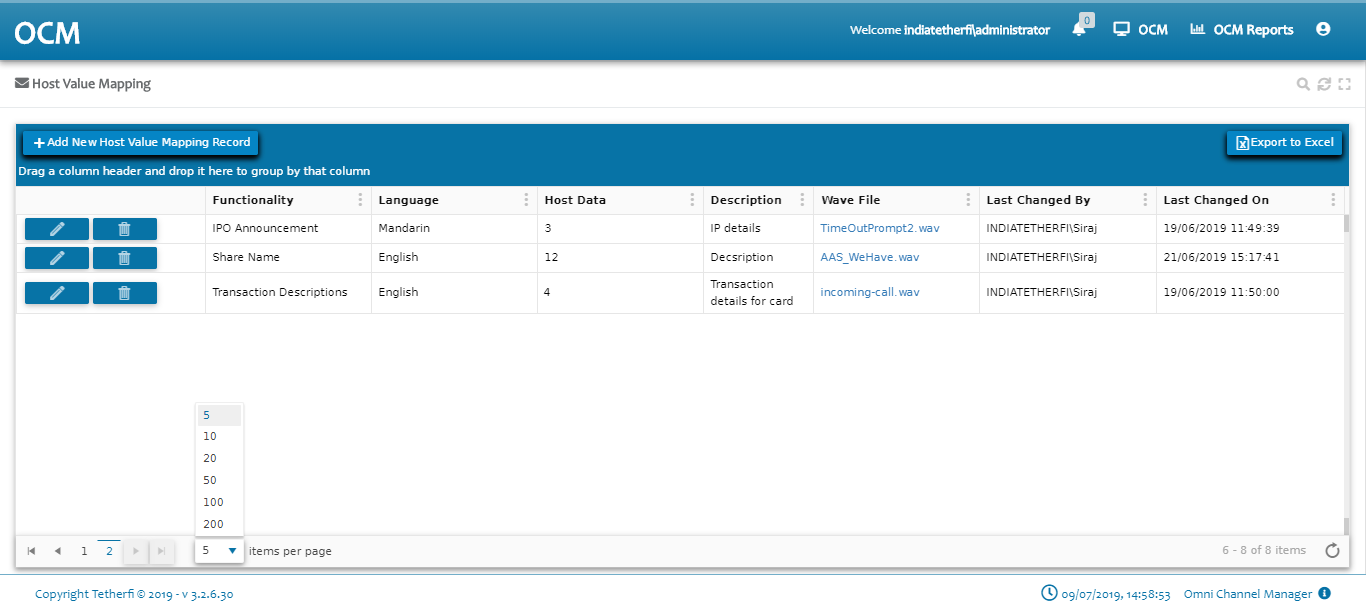 OCM
Welcome indiatetherfi\administrator
0
OCM
OCM Reports
Host Value Mapping
Add New Host Value Mapping Record
Export to Excel
Drag a column header and drop it here to group by that column
Functionality Language Host Data Description Wave File Last Changed By Last Changed On
IPO Announcement Mandarin 3 IP details TimeOutPrompt2.wav INDIATETHERFI\Siraj 19/06/2019 11:49:39
Share Name English 12 Decsription AAS_WeHave.wav INDIATETHERFI\Siraj 21/06/2019 15:17:41
Transaction Descriptions English 4 Transaction details for card incoming-call.wav INDIATETHERFI\Siraj 19/06/2019 11:50:00
5
10
20
50
100
200
1 2 5 items per page 6 - 8 of 8 items
Copyright Tetherfi © 2019 - v 3.2.6.30
09/07/2019, 14:58:53 Omni Channel Manager